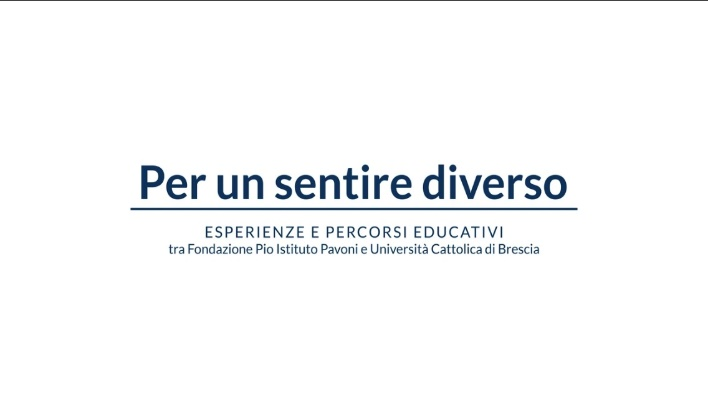 Per un sentire diverso
ESPERIENZE E PERCORSI EDUCATIVI
tra Fondazione Pio Istituto Pavoni e Università Cattolica di Brescia